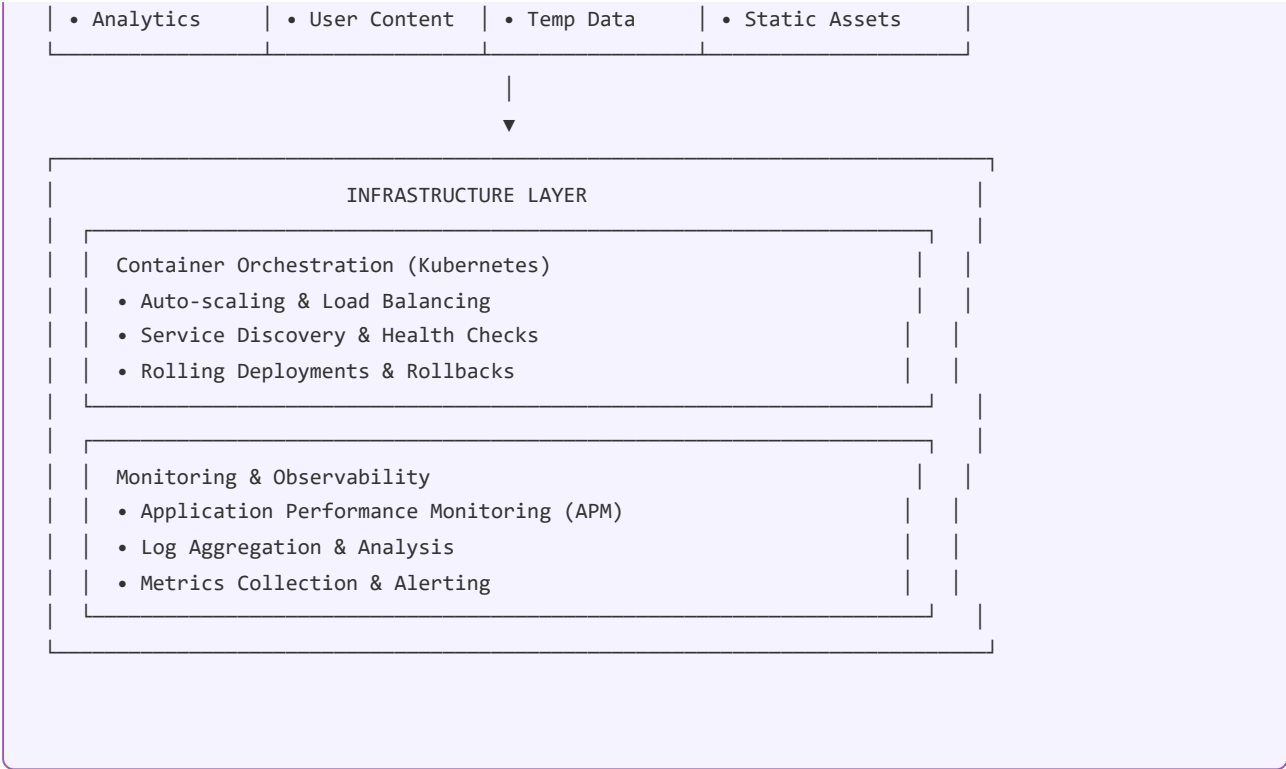 • Analytics • User Content • Temp Data • Static Assets
▼
INFRASTRUCTURE LAYER
Container Orchestration (Kubernetes)
• Auto-scaling & Load Balancing
• Service Discovery & Health Checks
• Rolling Deployments & Rollbacks
Monitoring & Observability
• Application Performance Monitoring (APM)
• Log Aggregation & Analysis
• Metrics Collection & Alerting